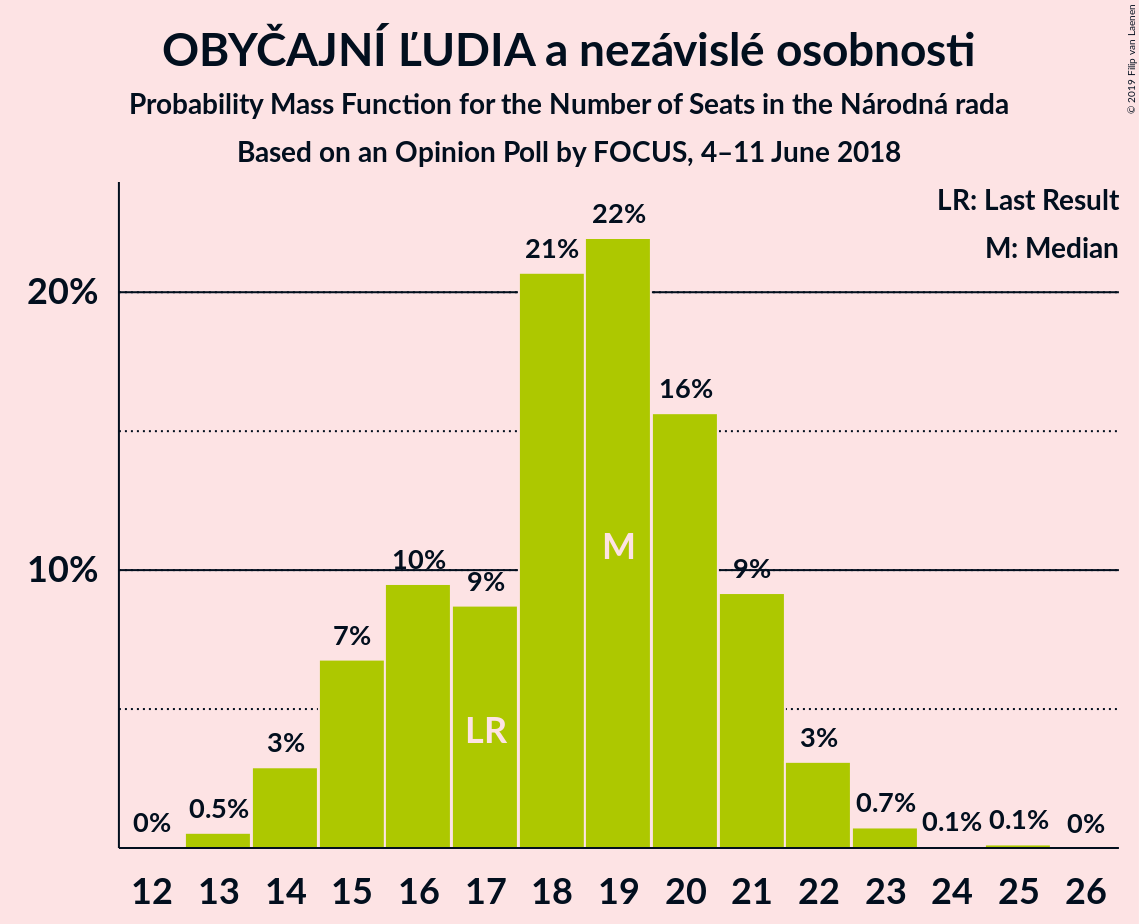 OBYČAJNÍ ĽUDIA a nezávislé osobnosti
Probability Mass Function for the Number of Seats in the Národná rada
Based on an Opinion Poll by FOCUS, 4–11 June 2018
© 2019 Filip van Laenen
LR: Last Result
M: Median
20%
10%
0%
0.5%
3%
7%
10%
9%
21%
22%
16%
9%
3%
0.7%
0.1%
0.1%
0%
LR
M
12 13 14 15 16 17 18 19 20 21 22 23 24 25 26